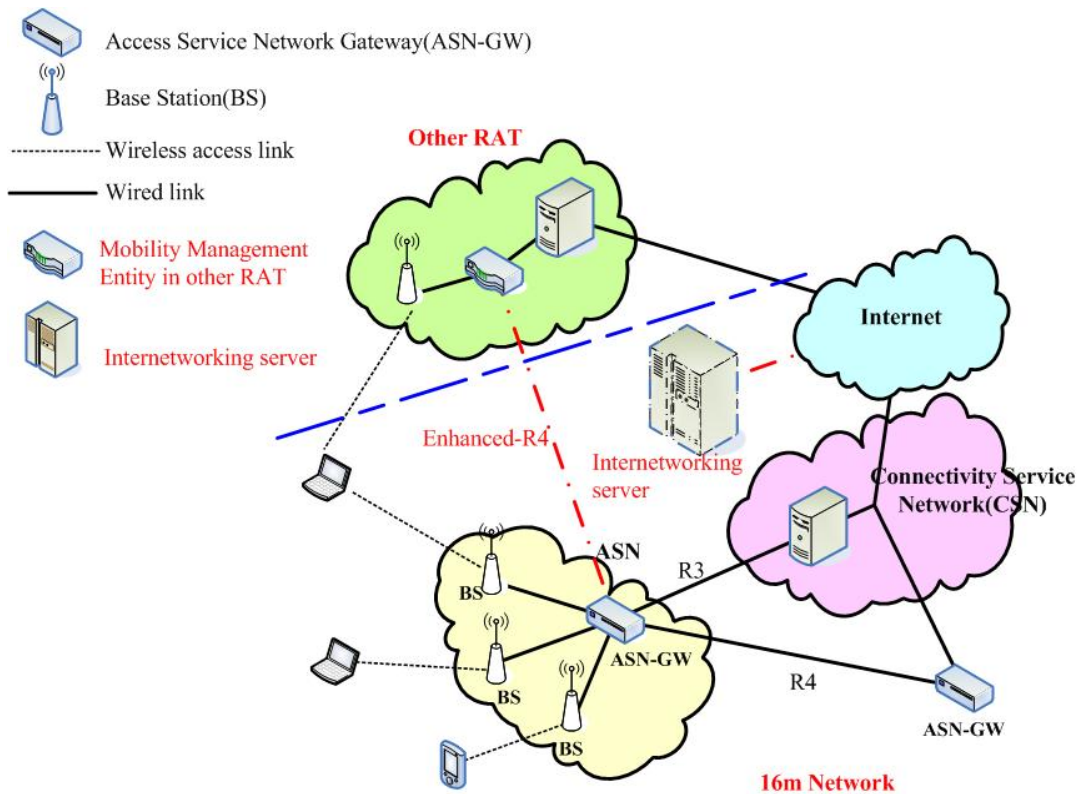 Access Service Network Gateway(ASN-GW)
Base Station(BS)
Wireless access link
Wired link
Mobility Management
Entity in other RAT
Internetworking server
Other RAT
Internet
Enhanced-R4
Internetworking
server
Connectivity Service
Network(CSN)
ASN
R3
BS
ASN-GW
BS
R4
BS
ASN-GW
16m Network